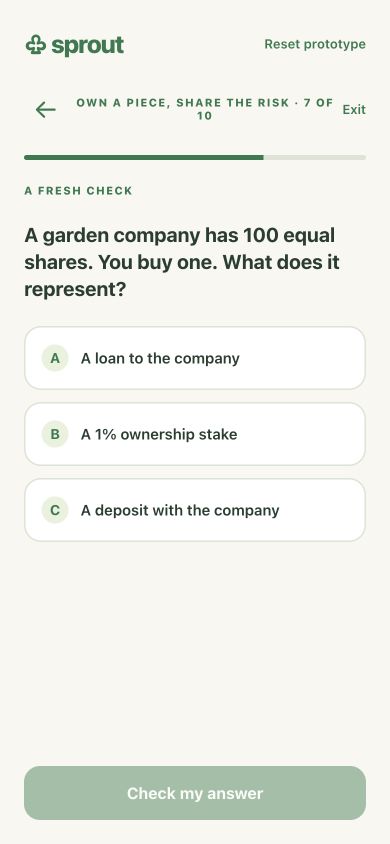 sprout
Reset prototype
OWN A PIECE, SHARE THE RISK · 7 OF
10
Exit
A FRESH CHECK
A garden company has 100 equal
shares. You buy one. What does it
represent?
A A loan to the company
B A 1% ownership stake
C A deposit with the company
Check my answer